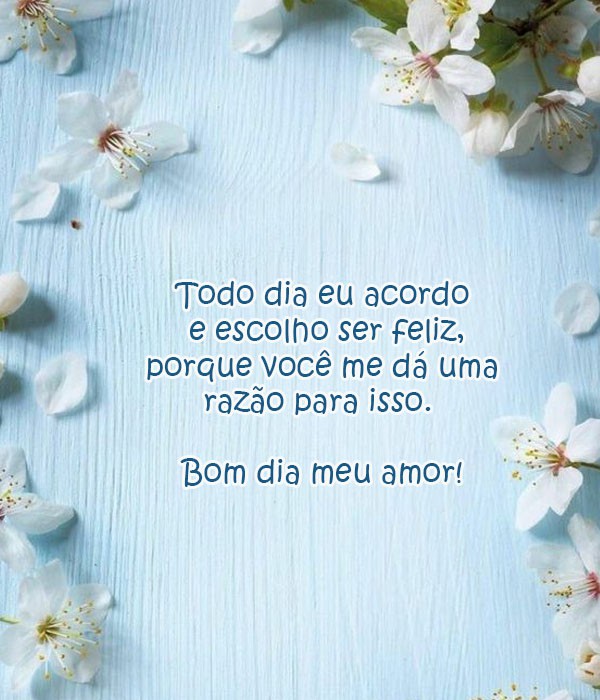 Todo dia eu acordo
e escolho ser feliz,
porque você me dá uma
razão para isso.
Bom dia meu amor!